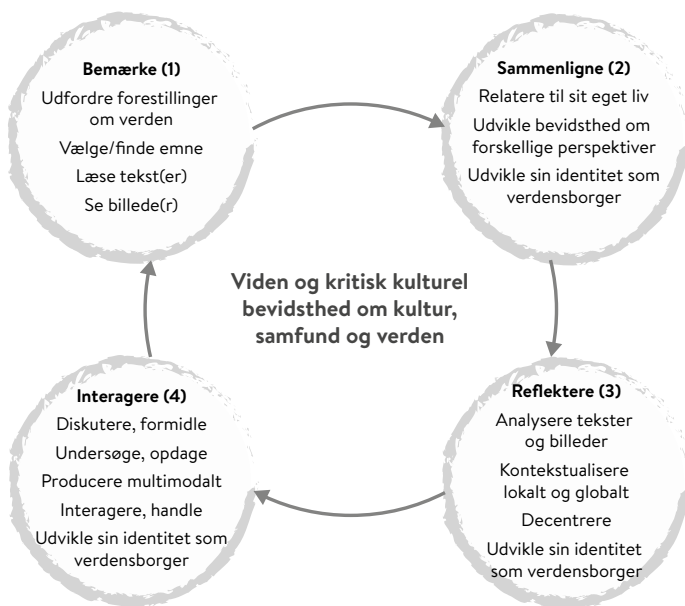 Bemærke (1)
Udfordre forestillinger
om verden
Vælge/finde emne
Læse tekst(er)
Se billede(r)
Sammenligne (2)
Relatere til sit eget liv
Udvikle bevidsthed om
forskellige perspektiver
Udvikle sin identitet som
verdensborger
Viden og kritisk kulturel
bevidsthed om kultur,
samfund og verden
Interagere (4)
Diskutere, formidle
Undersøge, opdage
Producere multimodalt
Interagere, handle
Udvikle sin identitet som
verdensborger
Reflektere (3)
Analysere tekster
og billeder
Kontekstualisere
lokalt og globalt
Decentrere
Udvikle sin identitet
som verdensborger